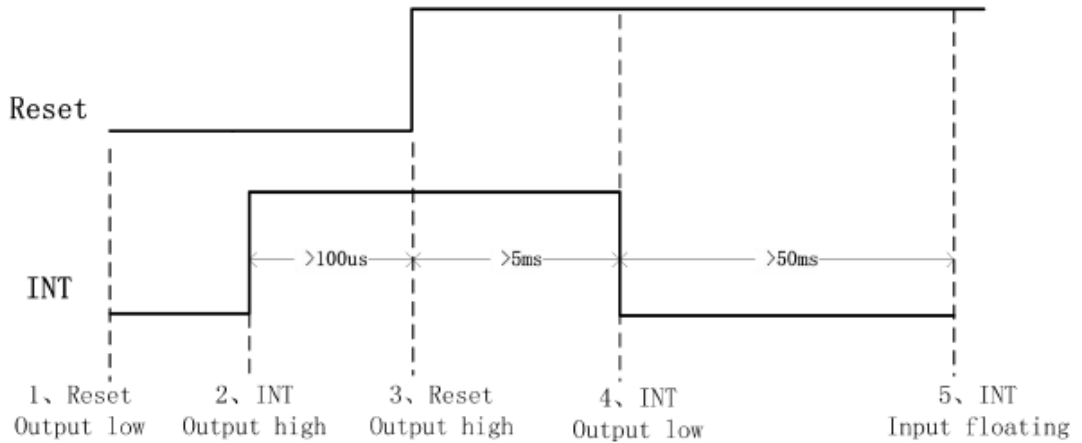 Reset
INT
>100us
>5ms
>50ms
1、Reset
Output low
2、INT
Output high
3、Reset
Output high
4、INT
Output low
5、INT
Input floating